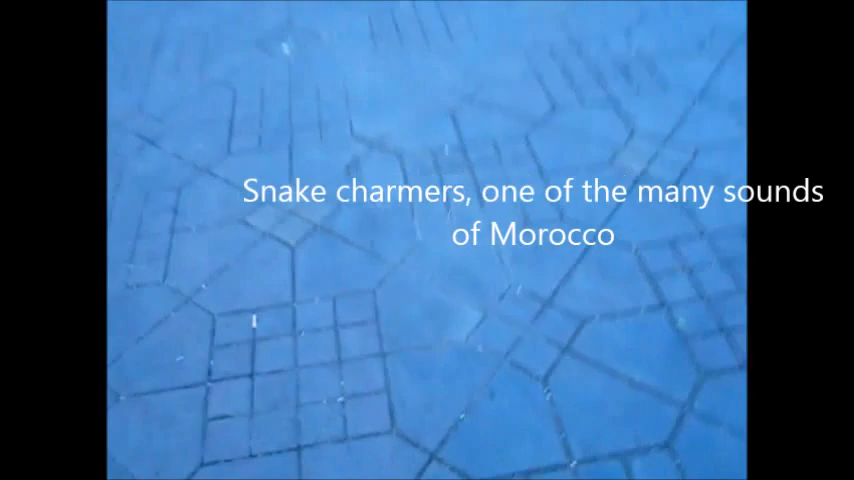 Snake charmers, one of the many sounds
of Morocco